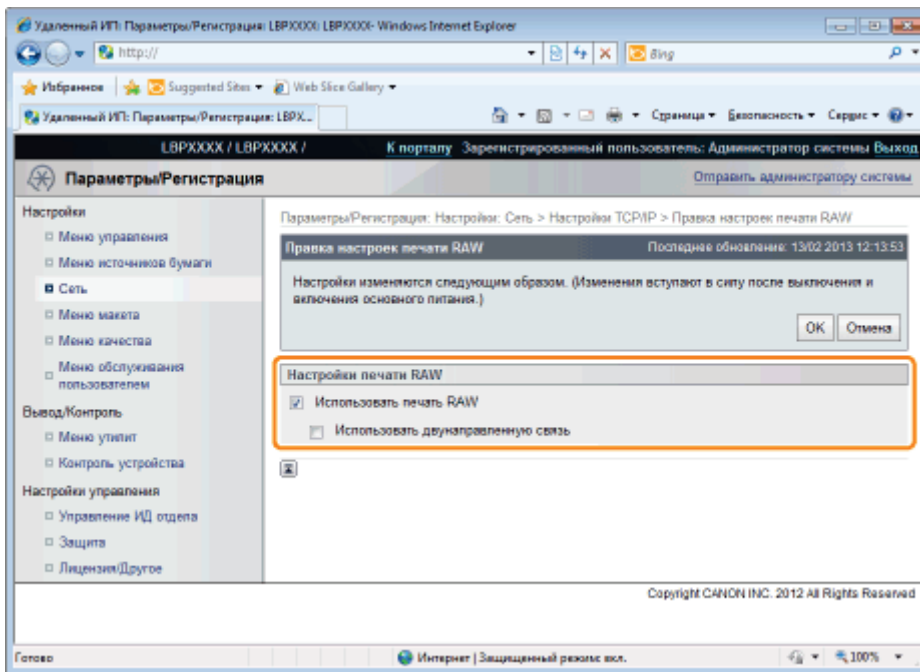 Удаленный ИП: Параметры/Регистрация: LBPXXXX: LBPXXXX- Windows Internet Explorer
http://
Bing
Избранное Suggested Sites Web Slice Gallery
Удаленный ИП: Параметры/Регистрация: LBPX... Страница Безопасность Сервис
LBPXXXX / LBPXXXX / К порталу Зарегистрированный пользователь: Администратор системы Выход
Параметры/Регистрация Отправить администратору системы
Настройки
Меню управления
Меню источников бумаги
Сеть
Меню макета
Меню качества
Меню обслуживания
пользователем
Вывод/Контроль
Меню утилит
Контроль устройства
Настройки управления
Управление ИД отдела
Защита
Лицензия/Другое
Параметры/Регистрация: Настройки: Сеть > Настройки TCP/IP > Правка настроек печати RAW
Правка настроек печати RAW Последнее обновление: 13/02 2013 12:13:53
Настройки изменяются следующим образом. (Изменения вступают в силу после выключения и
включения основного питания.)
OK Отмена
Настройки печати RAW
Использовать печать RAW
Использовать двунаправленную связь
Copyright CANON INC. 2012 All Rights Reserved
Готово Интернет | Защищенный режим: вкл. 100%